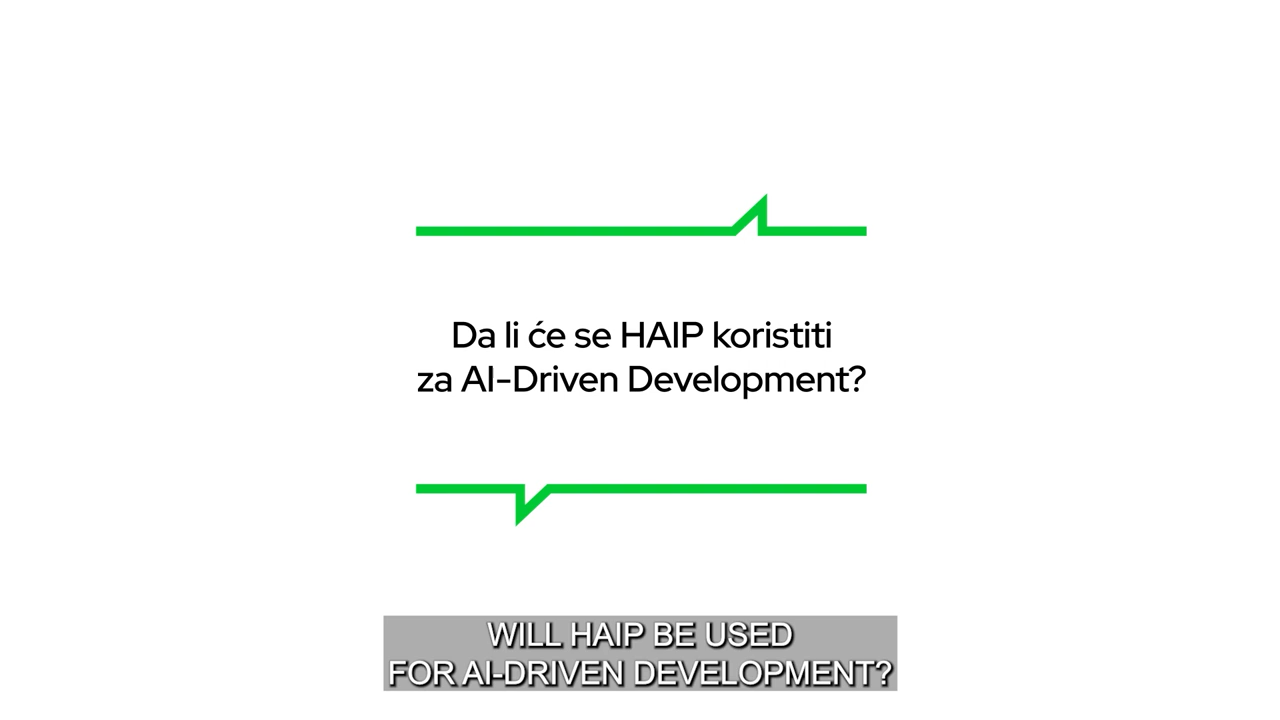 Da li će se HAIP koristiti
za AI-Driven Development?
WILL HAIP BE USED
FOR AI-DRIVEN DEVELOPMENT?